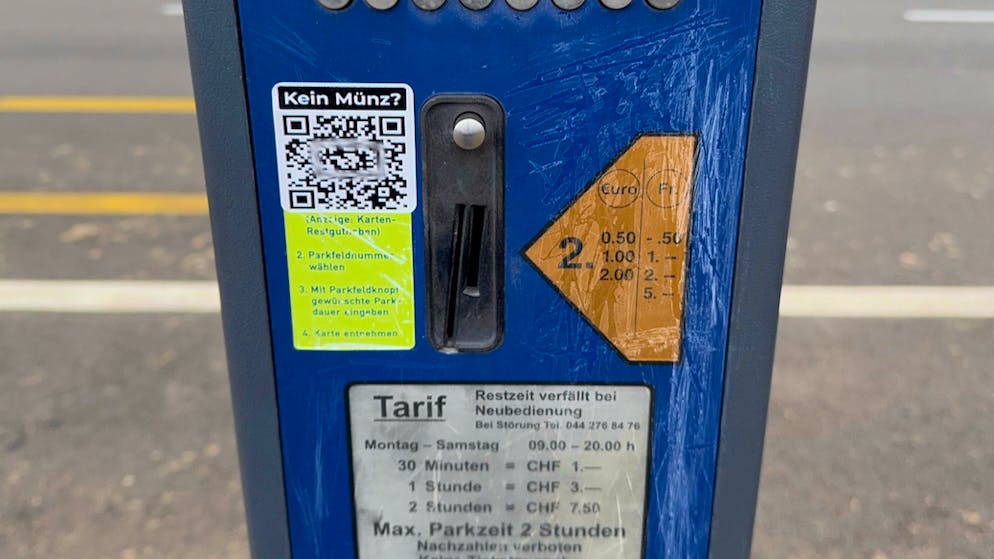 Kein Münz?
(Anzeige: Karten-
Restguthaben)
2. Parkfeldnummer
wählen
3. Mit Parkfeldknopf
gewünschte Park-
dauer eingeben
4. Karte entnehmen
2.
Euro Fr.
0.50 -.50
1.00 1.-
2.00 2.-
5.-
Tarif
Restzeit verfällt bei
Neubedienung
Bei Störung Tel. 044 276 84 76
Montag – Samstag 09.00 – 20.00 h
30 Minuten = CHF 1.—
1 Stunde = CHF 3.—
2 Stunden = CHF 7.50
Max. Parkzeit 2 Stunden
Nachzahlen verboten